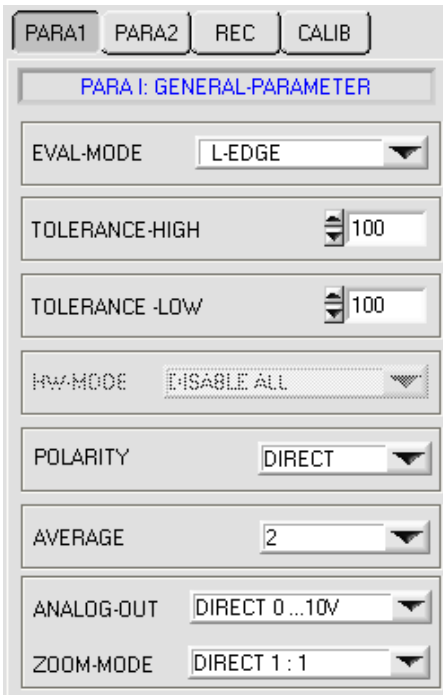 PARA1 PARA2 REC CALIB
PARA I: GENERAL-PARAMETER
EVAL-MODE L-EDGE
TOLERANCE-HIGH 100
TOLERANCE -LOW 100
HW-MODE DISABLE ALL
POLARITY DIRECT
AVERAGE 2
ANALOG-OUT DIRECT 0 ...10V
ZOOM-MODE DIRECT 1 : 1